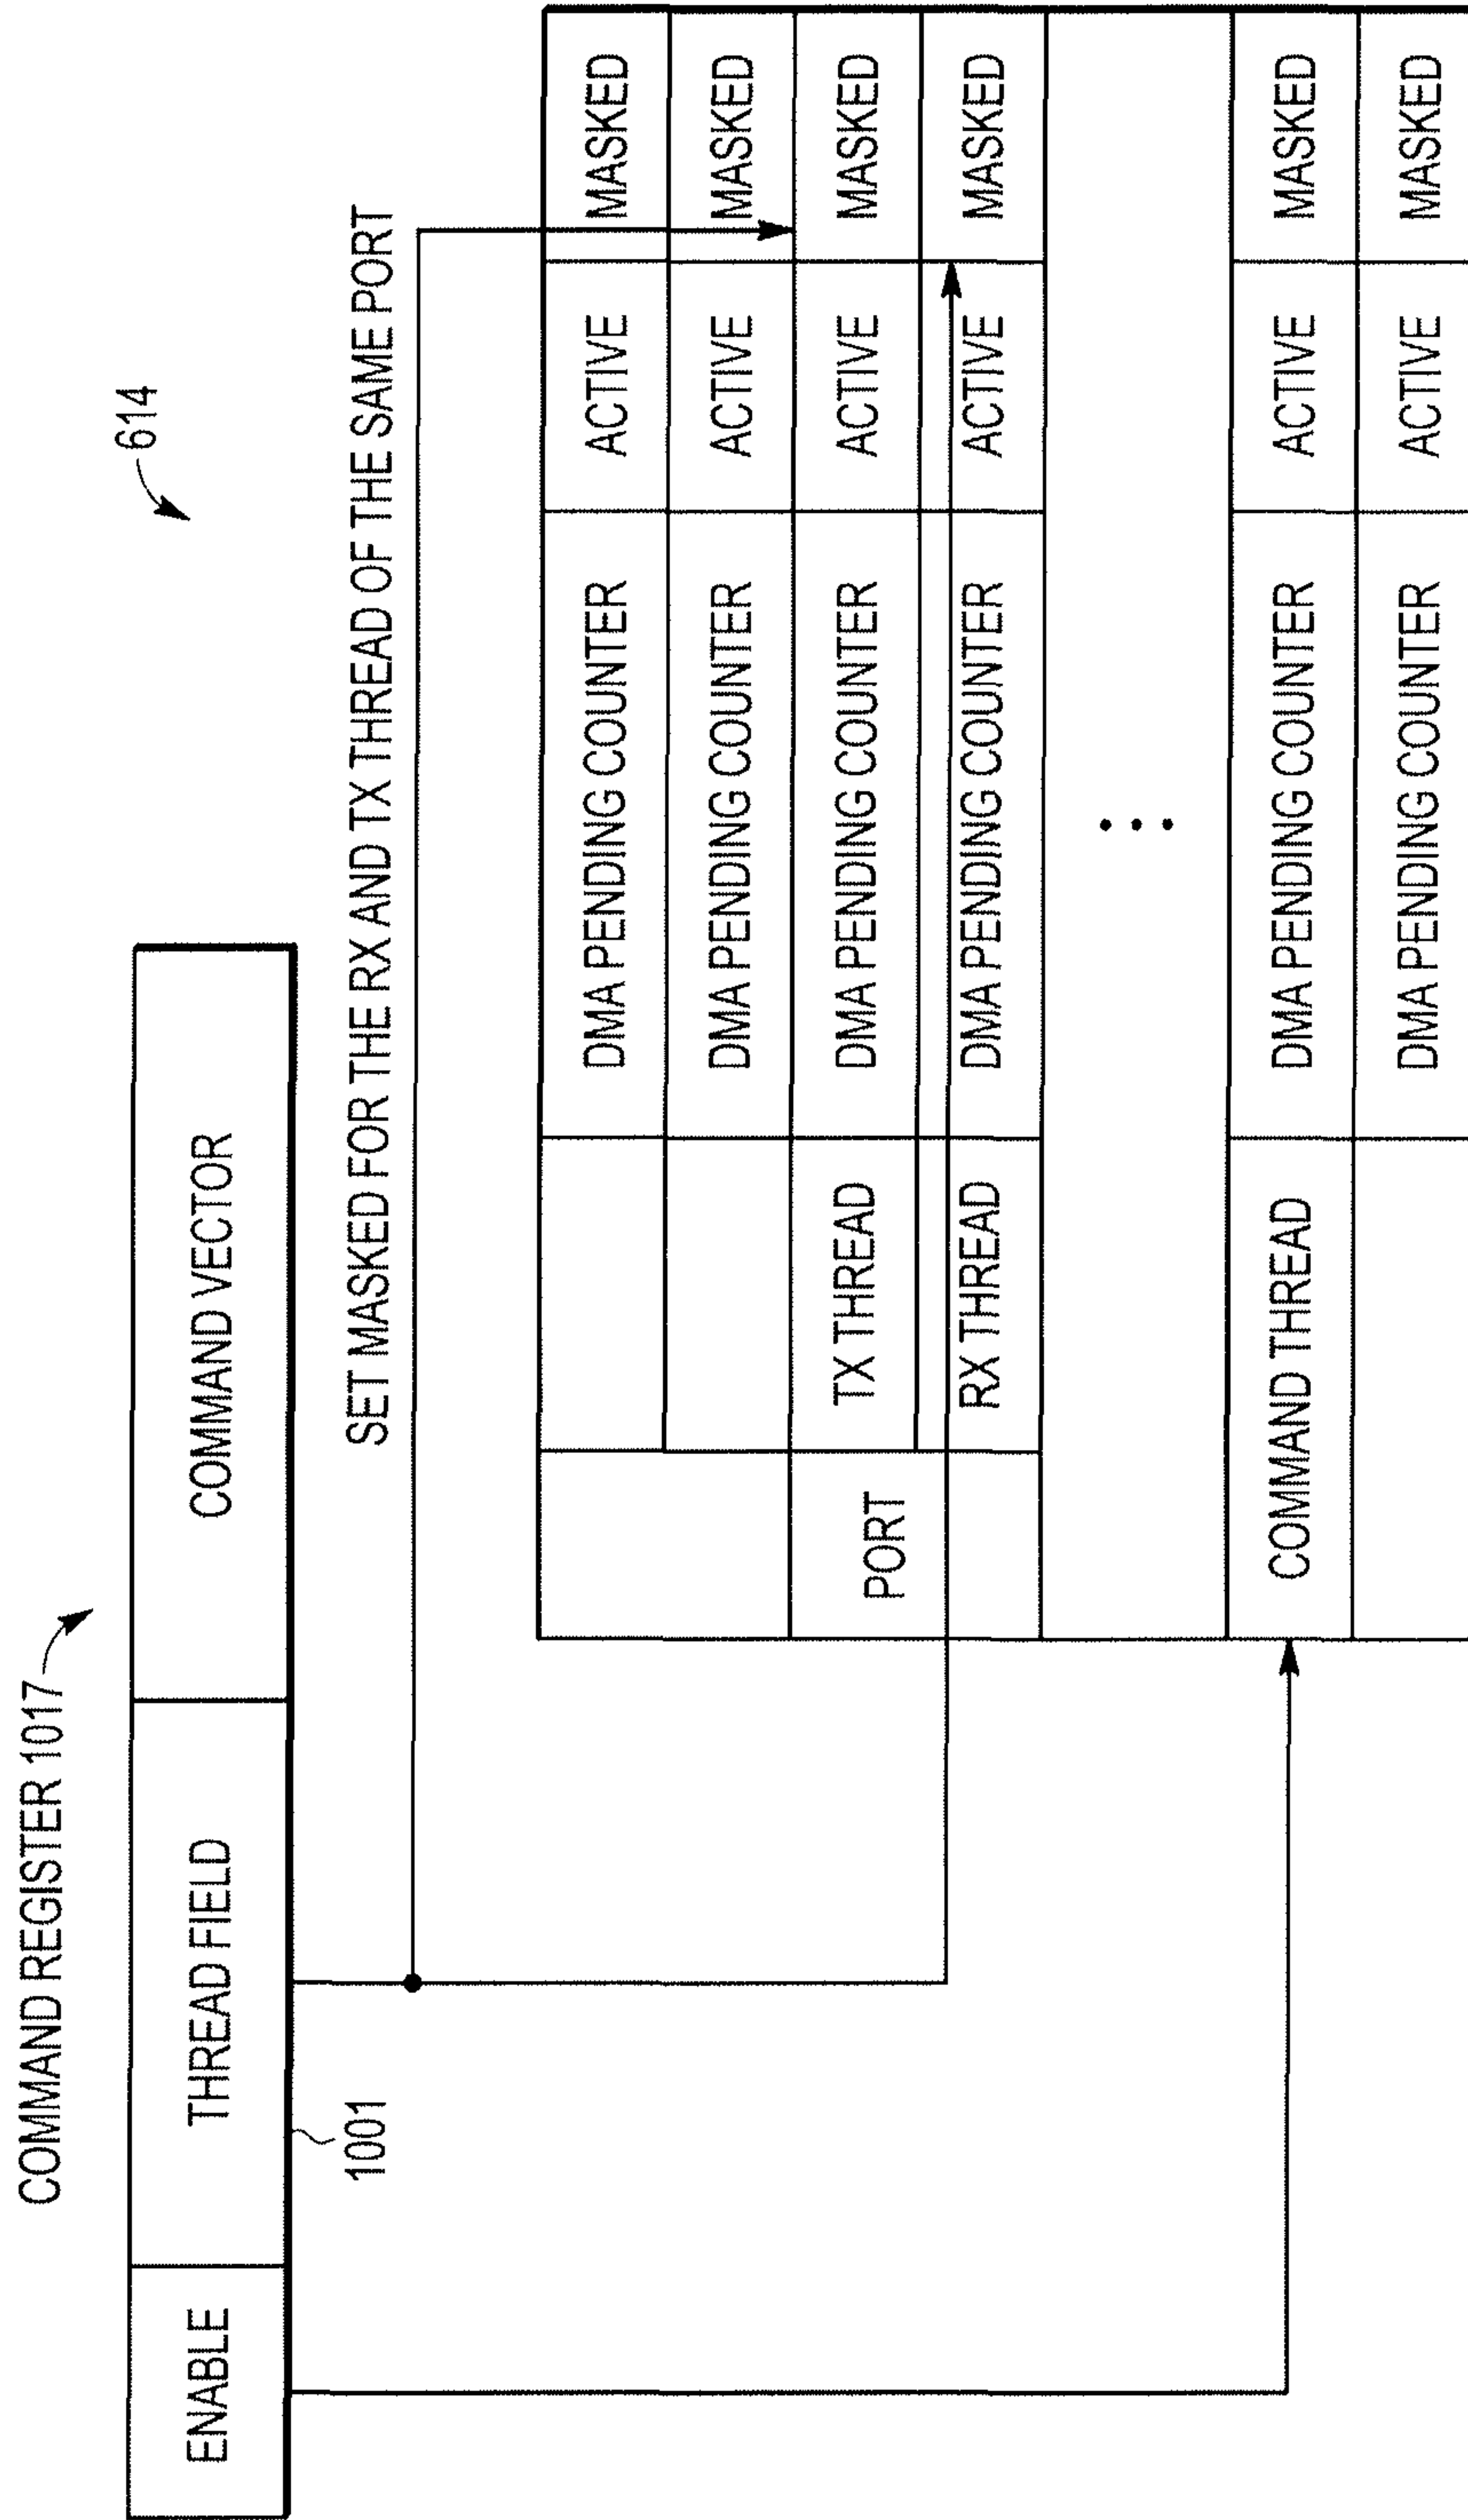 COMMAND REGISTER 1017
ENABLE THREAD FIELD COMMAND VECTOR
1001
614
SET MASKED FOR THE RX AND TX THREAD OF THE SAME PORT
DMA PENDING COUNTER ACTIVE MASKED
DMA PENDING COUNTER ACTIVE MASKED
PORT
TX THREAD DMA PENDING COUNTER ACTIVE MASKED
RX THREAD DMA PENDING COUNTER ACTIVE MASKED
COMMAND THREAD DMA PENDING COUNTER ACTIVE MASKED
DMA PENDING COUNTER ACTIVE MASKED